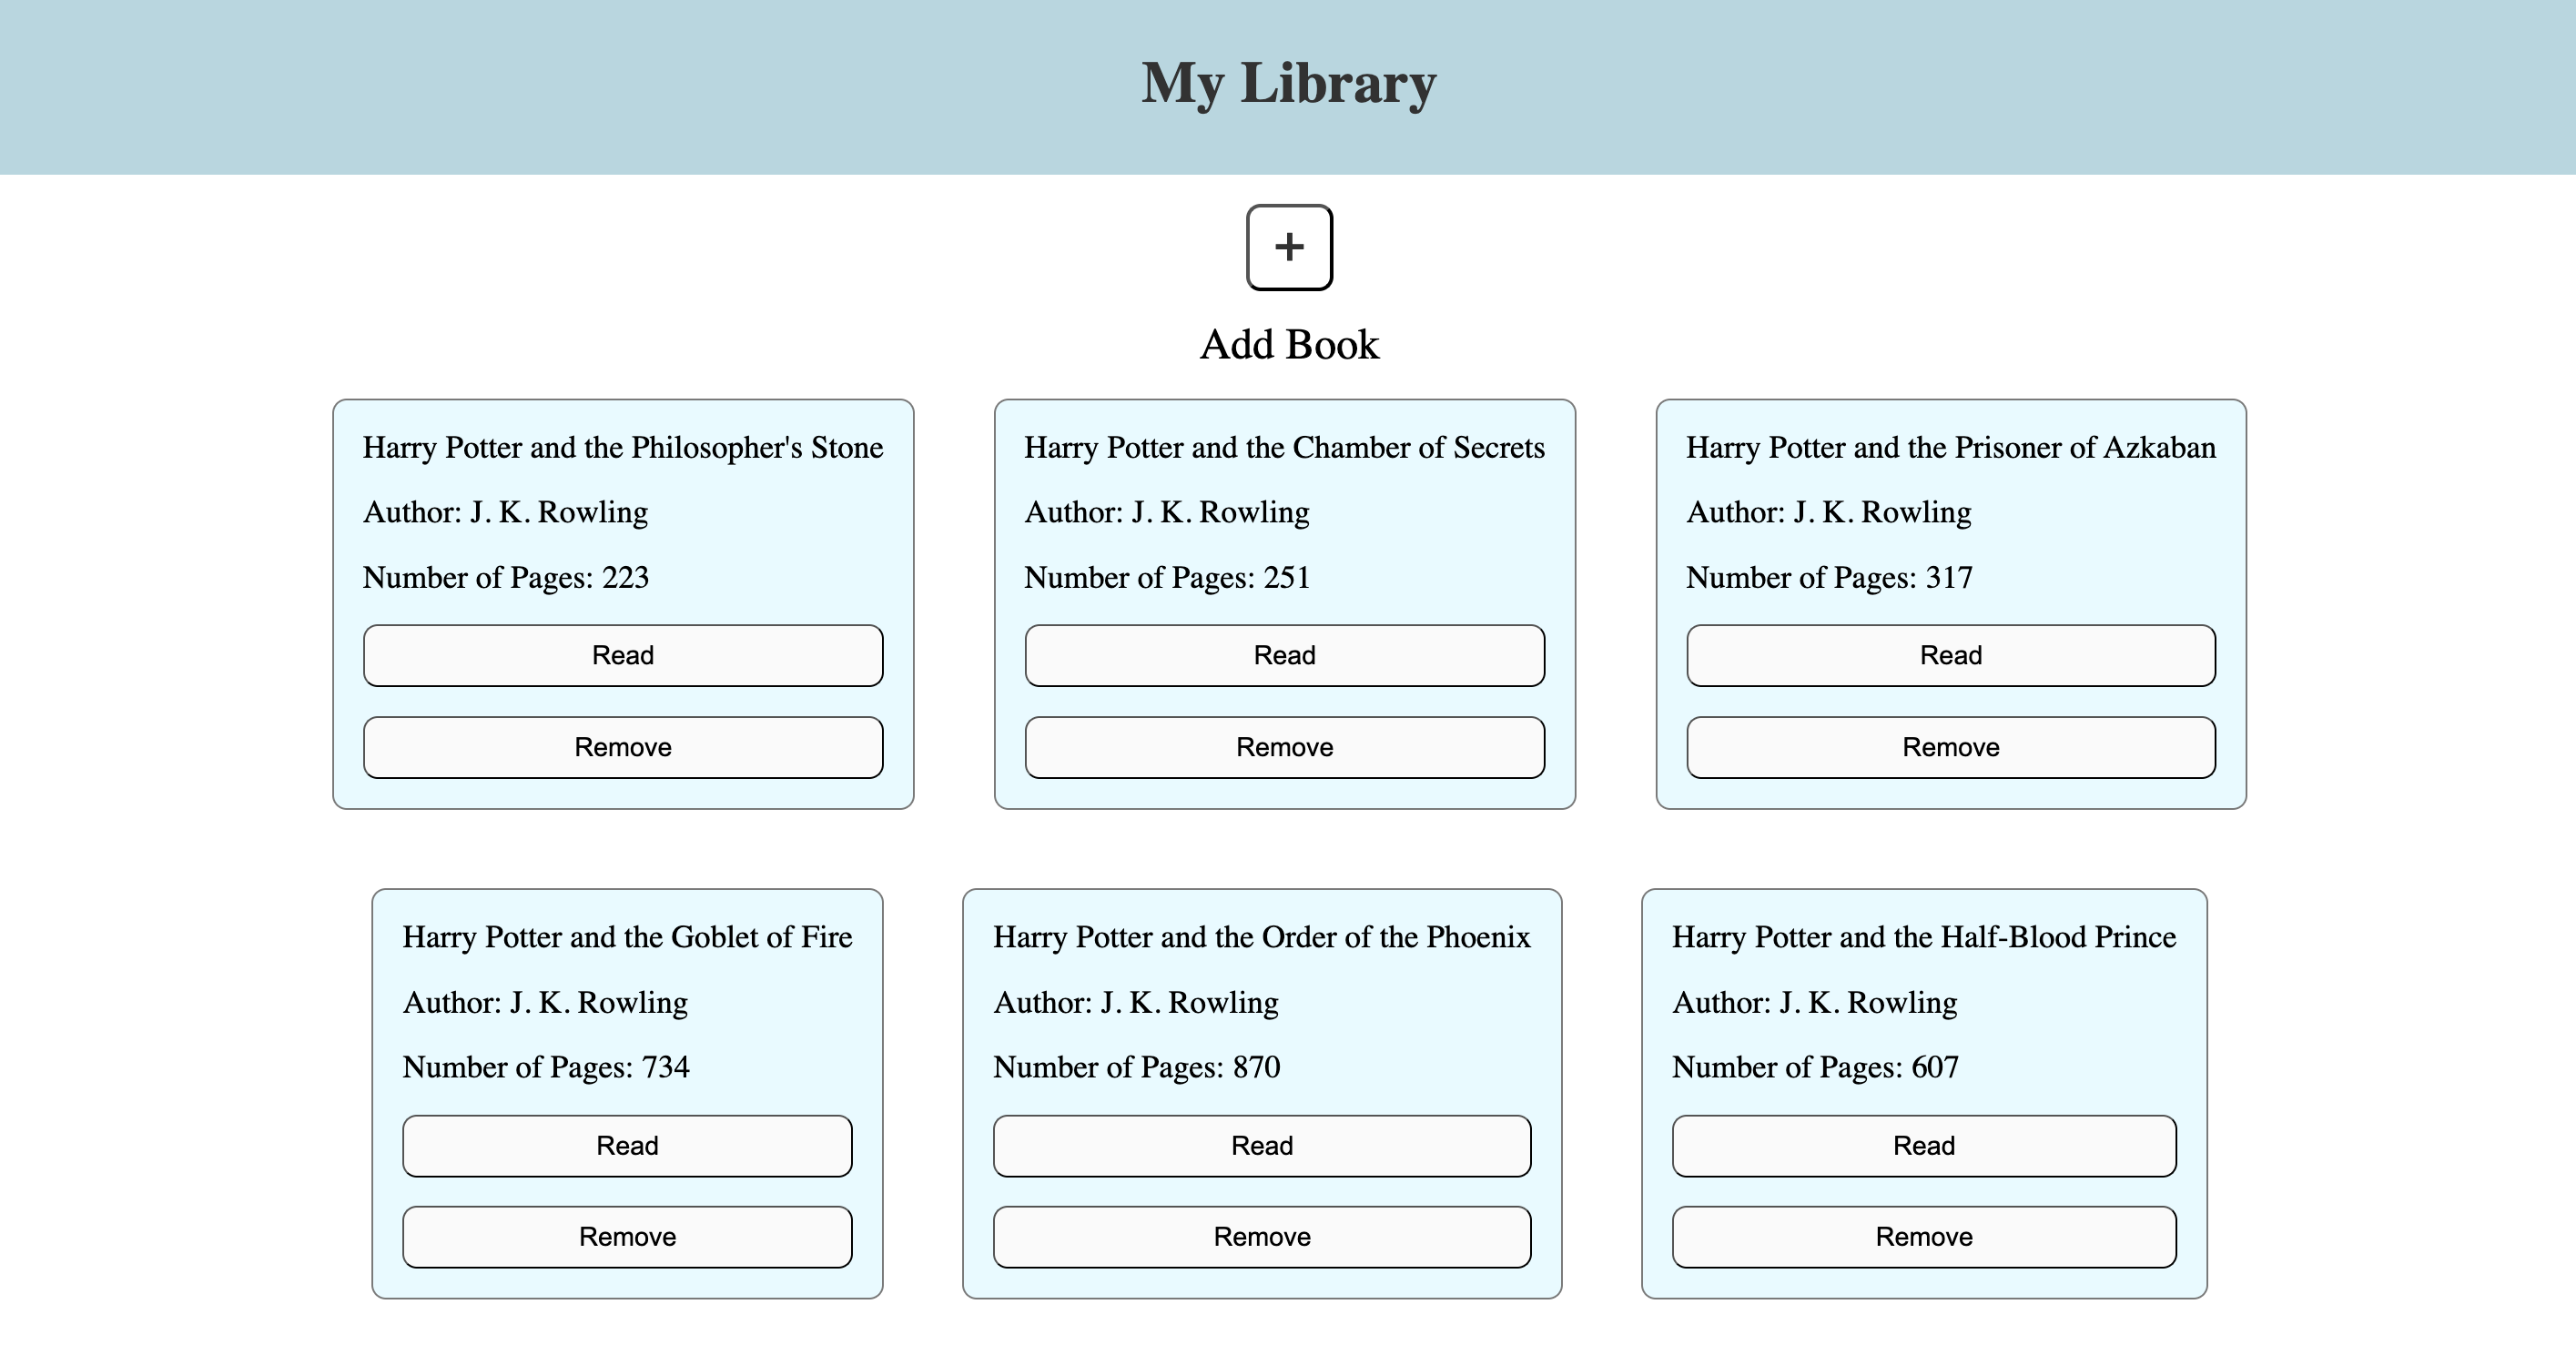 My Library
+
Add Book
Harry Potter and the Philosopher's Stone
Author: J. K. Rowling
Number of Pages: 223
Read
Remove
Harry Potter and the Chamber of Secrets
Author: J. K. Rowling
Number of Pages: 251
Read
Remove
Harry Potter and the Prisoner of Azkaban
Author: J. K. Rowling
Number of Pages: 317
Read
Remove
Harry Potter and the Goblet of Fire
Author: J. K. Rowling
Number of Pages: 734
Read
Remove
Harry Potter and the Order of the Phoenix
Author: J. K. Rowling
Number of Pages: 870
Read
Remove
Harry Potter and the Half-Blood Prince
Author: J. K. Rowling
Number of Pages: 607
Read
Remove